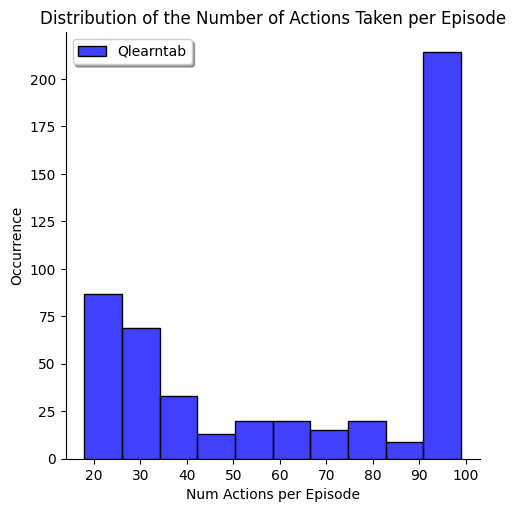 Distribution of the Number of Actions Taken per Episode
Qlearntab
200
175
150
125
100
75
50
25
0
Occurrence
20 30 40 50 60 70 80 90 100
Num Actions per Episode